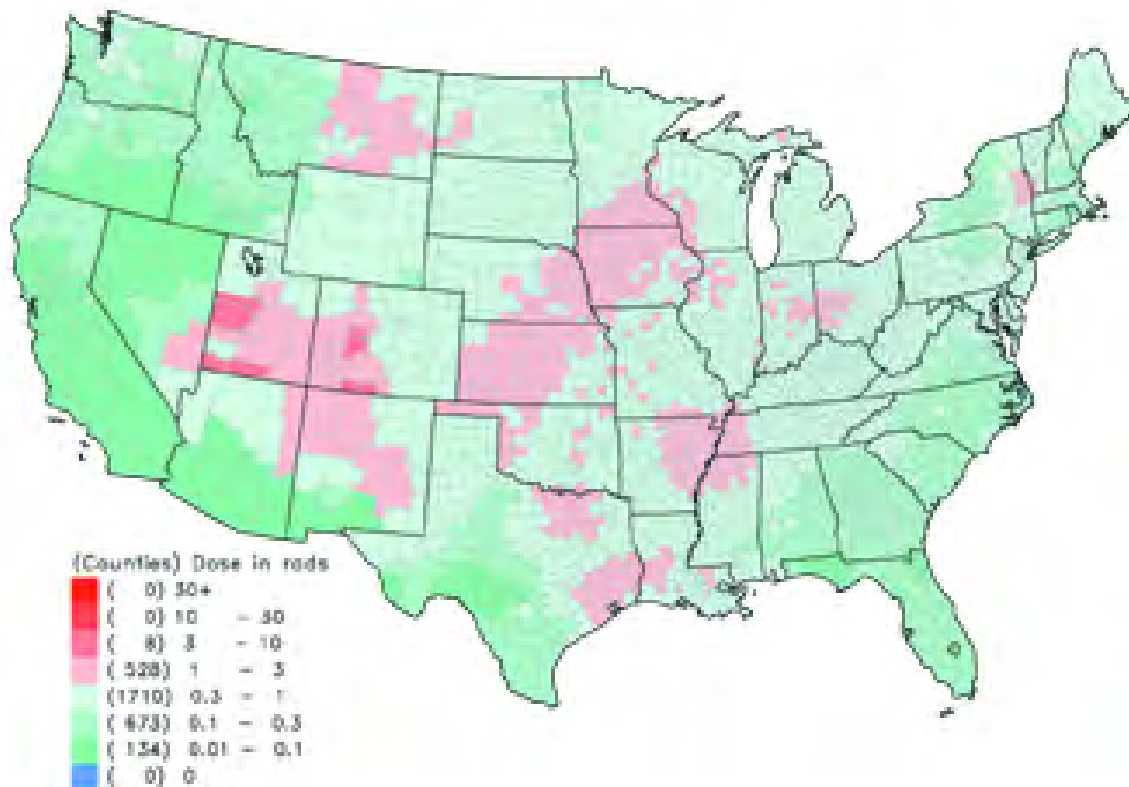 (Counties) Dose in rads
( 0) 30+
( 0) 10 - 30
( 8) 3 - 10
( 528) 1 - 3
(1710) 0.3 - 1
( 673) 0.1 - 0.3
( 134) 0.01 - 0.1
( 0) 0